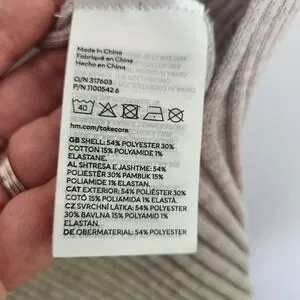 Made in China
Fabriqué en Chine
Hecho en China
O/N 317603
P/N 11005426
40
hm.com/takecare
GB SHELL: 54% POLYESTER 30%
COTTON 15% POLYAMIDE 1%
ELASTANE.
AL SHTRESA E JASHTME: 54%
POLIESTËR 30% PAMBUK 15%
POLIAMIDE 1% ELASTAN.
CAT EXTERIOR: 54% POLIÈSTER 30%
COTÓ 15% POLIAMIDA 1% ELASTÀ.
CZ SVRCHNÍ LÁTKA: 54% POLYESTER
30% BAVLNA 15% POLYAMID 1%
ELASTAN.
DE OBERMATERIAL: 54% POLYESTER